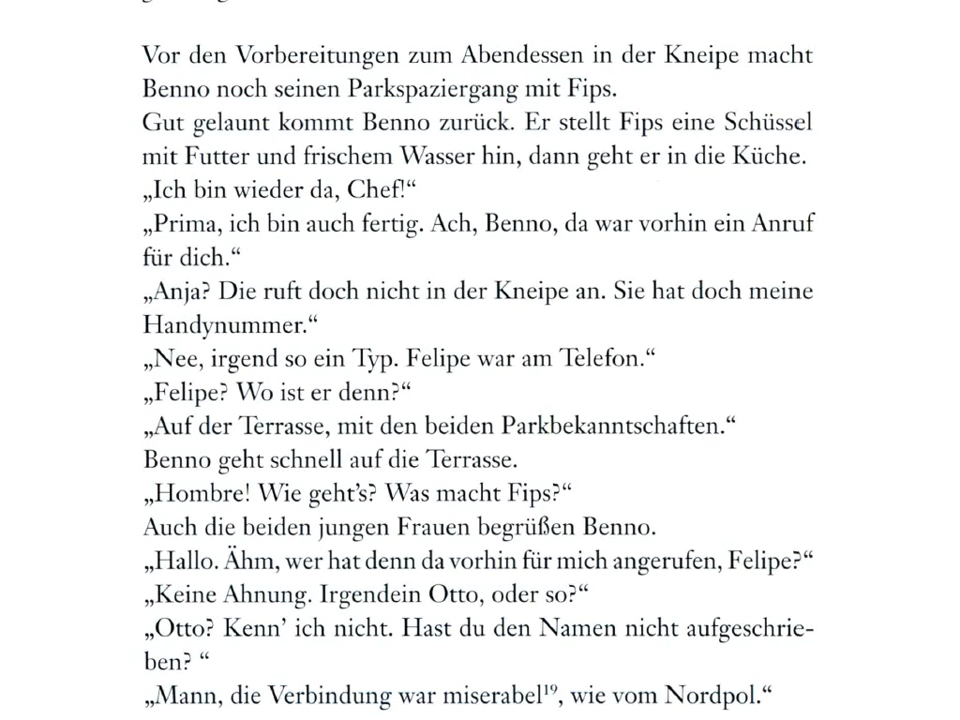 Vor den Vorbereitungen zum Abendessen in der Kneipe macht
Benno noch seinen Parkspaziergang mit Fips.
Gut gelaunt kommt Benno zurück. Er stellt Fips eine Schüssel
mit Futter und frischem Wasser hin, dann geht er in die Küche.
„Ich bin wieder da, Chef!“
„Prima, ich bin auch fertig. Ach, Benno, da war vorhin ein Anruf
für dich.“
„Anja? Die ruft doch nicht in der Kneipe an. Sie hat doch meine
Handynummer.“
„Nee, irgend so ein Typ. Felipe war am Telefon.“
„Felipe? Wo ist er denn?“
„Auf der Terrasse, mit den beiden Parkbekanntschaften.“
Benno geht schnell auf die Terrasse.
„Hombre! Wie geht’s? Was macht Fips?“
Auch die beiden jungen Frauen begrüßen Benno.
„Hallo. Ähm, wer hat denn da vorhin für mich angerufen, Felipe?“
„Keine Ahnung. Irgendein Otto, oder so?“
„Otto? Kenn’ ich nicht. Hast du den Namen nicht aufgeschrie-
ben? “
„Mann, die Verbindung war miserabel¹⁹, wie vom Nordpol.“